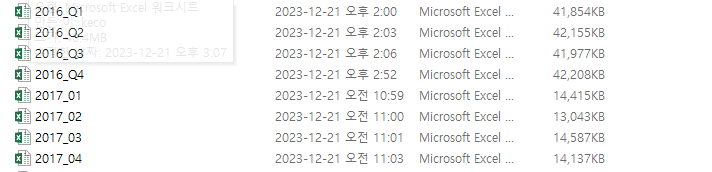 2016_Q1 2023-12-21 오후 2:00 Microsoft Excel ... 41,854KB
2016_Q2 2023-12-21 오후 2:03 Microsoft Excel ... 42,155KB
2016_Q3 2023-12-21 오후 2:06 Microsoft Excel ... 41,977KB
2016_Q4 2023-12-21 오후 2:52 Microsoft Excel ... 42,208KB
2017_01 2023-12-21 오전 10:59 Microsoft Excel ... 14,415KB
2017_02 2023-12-21 오전 11:00 Microsoft Excel ... 13,043KB
2017_03 2023-12-21 오전 11:01 Microsoft Excel ... 14,587KB
2017_04 2023-12-21 오전 11:03 Microsoft Excel ... 14,137KB
Microsoft Excel 워크시트
keco
4MB
짜: 2023-12-21 오후 3:07